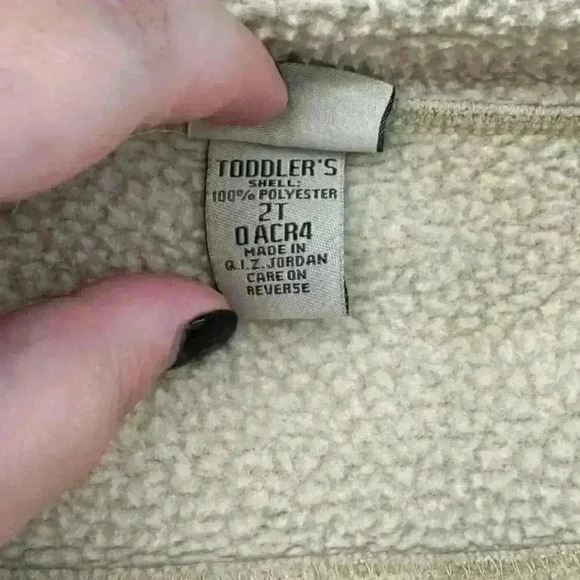 TODDLER'S
SHELL:
100% POLYESTER
2T
0ACR4
MADE IN
Q.I.Z. JORDAN
CARE ON
REVERSE